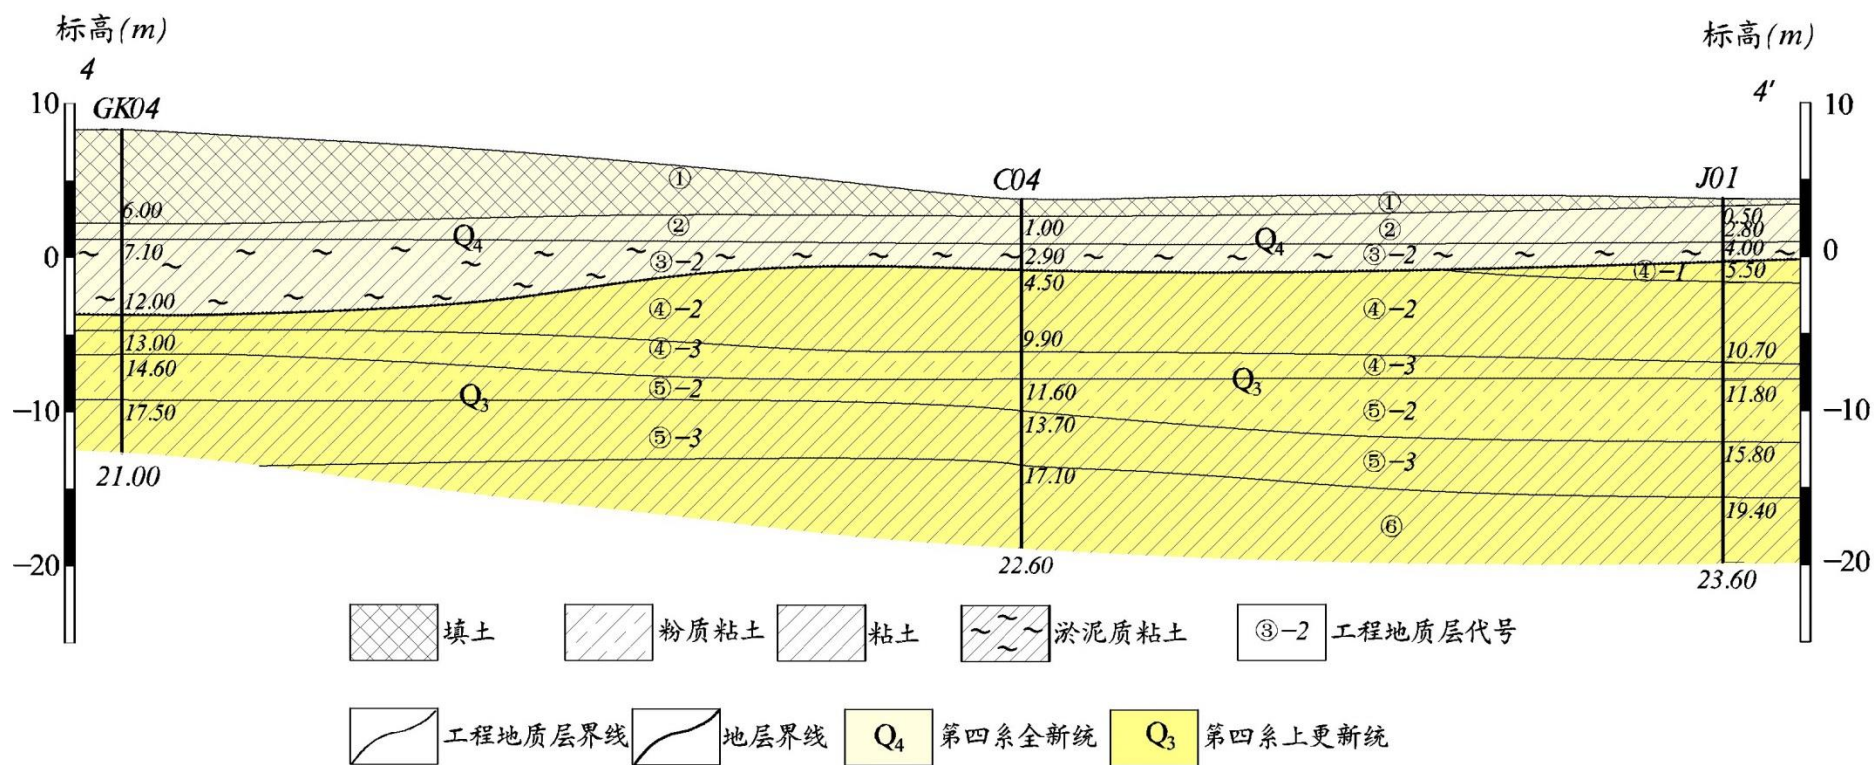 标高(m)
标高(m)
4
4′
10
GK04
10
C04
J01
①
①
6.00
②
1.00
②
0.50
2.80
Q₄
Q₄
0
7.10
③-2
2.90
③-2
4.00
0
④-1
5.50
12.00
④-2
4.50
④-2
13.00
④-3
9.90
④-3
10.70
14.60
⑤-2
11.60
11.80
Q₃
Q₃
-10
17.50
⑤-2
-10
13.70
⑤-3
⑤-3
15.80
21.00
17.10
19.40
⑥
-20
22.60
23.60
-20
填土
粉质粘土
粘土
淤泥质粘土
③-2
工程地质层代号
工程地质层界线
地层界线
Q₄
第四系全新统
Q₃
第四系上更新统